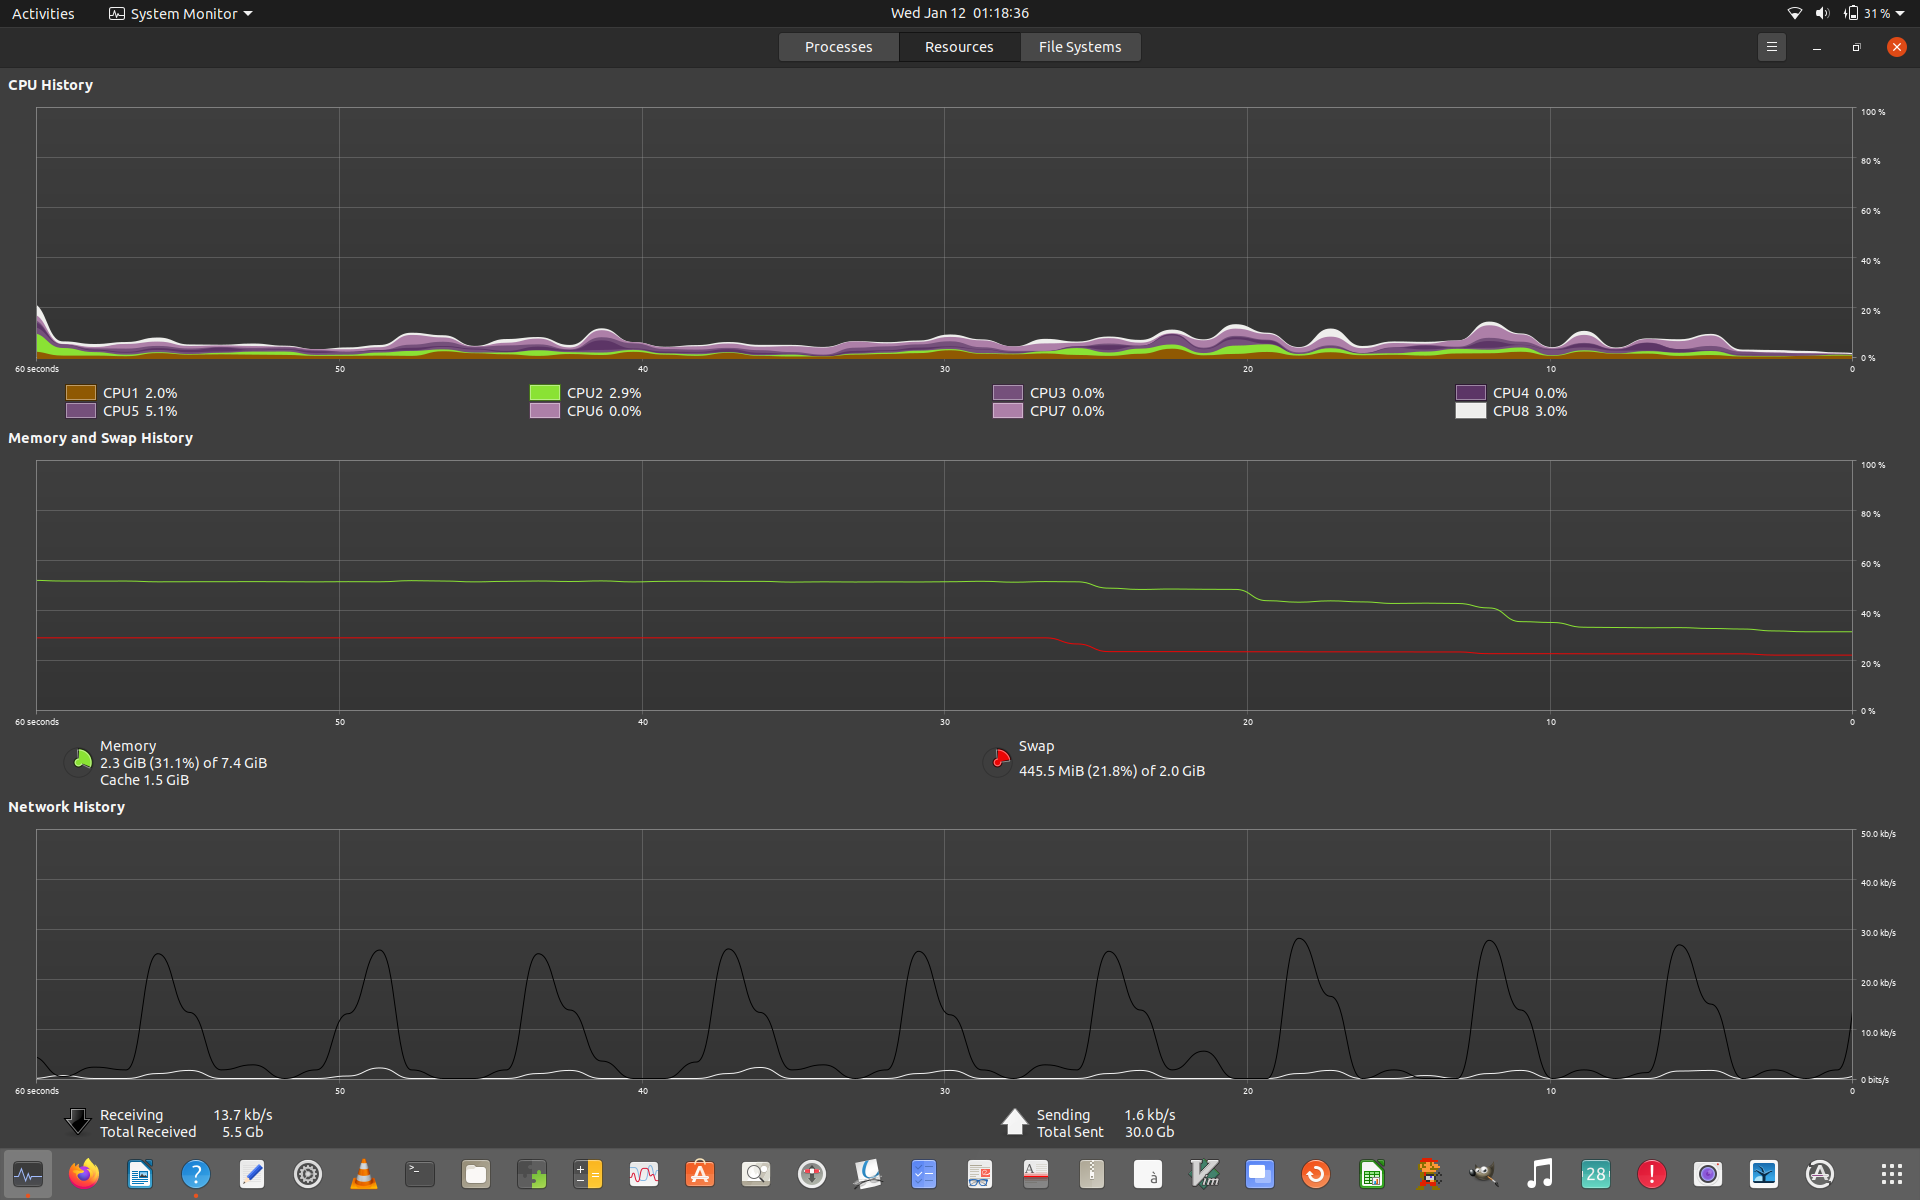 Activities System Monitor Wed Jan 12 01:18:36 31 %
Processes Resources File Systems
CPU History
100 %
80 %
60 %
40 %
20 %
0 %
60 seconds 50 40 30 20 10 0
CPU1 2.0% CPU2 2.9% CPU3 0.0% CPU4 0.0%
CPU5 5.1% CPU6 0.0% CPU7 0.0% CPU8 3.0%
Memory and Swap History
100 %
80 %
60 %
40 %
20 %
0 %
60 seconds 50 40 30 20 10 0
Memory
2.3 GiB (31.1%) of 7.4 GiB
Cache 1.5 GiB
Swap
445.5 MiB (21.8%) of 2.0 GiB
Network History
50.0 kb/s
40.0 kb/s
30.0 kb/s
20.0 kb/s
10.0 kb/s
0 bits/s
60 seconds 50 40 30 20 10 0
Receiving 13.7 kb/s Sending 1.6 kb/s
Total Received 5.5 Gb Total Sent 30.0 Gb
? >_ A A à Vim 28 !